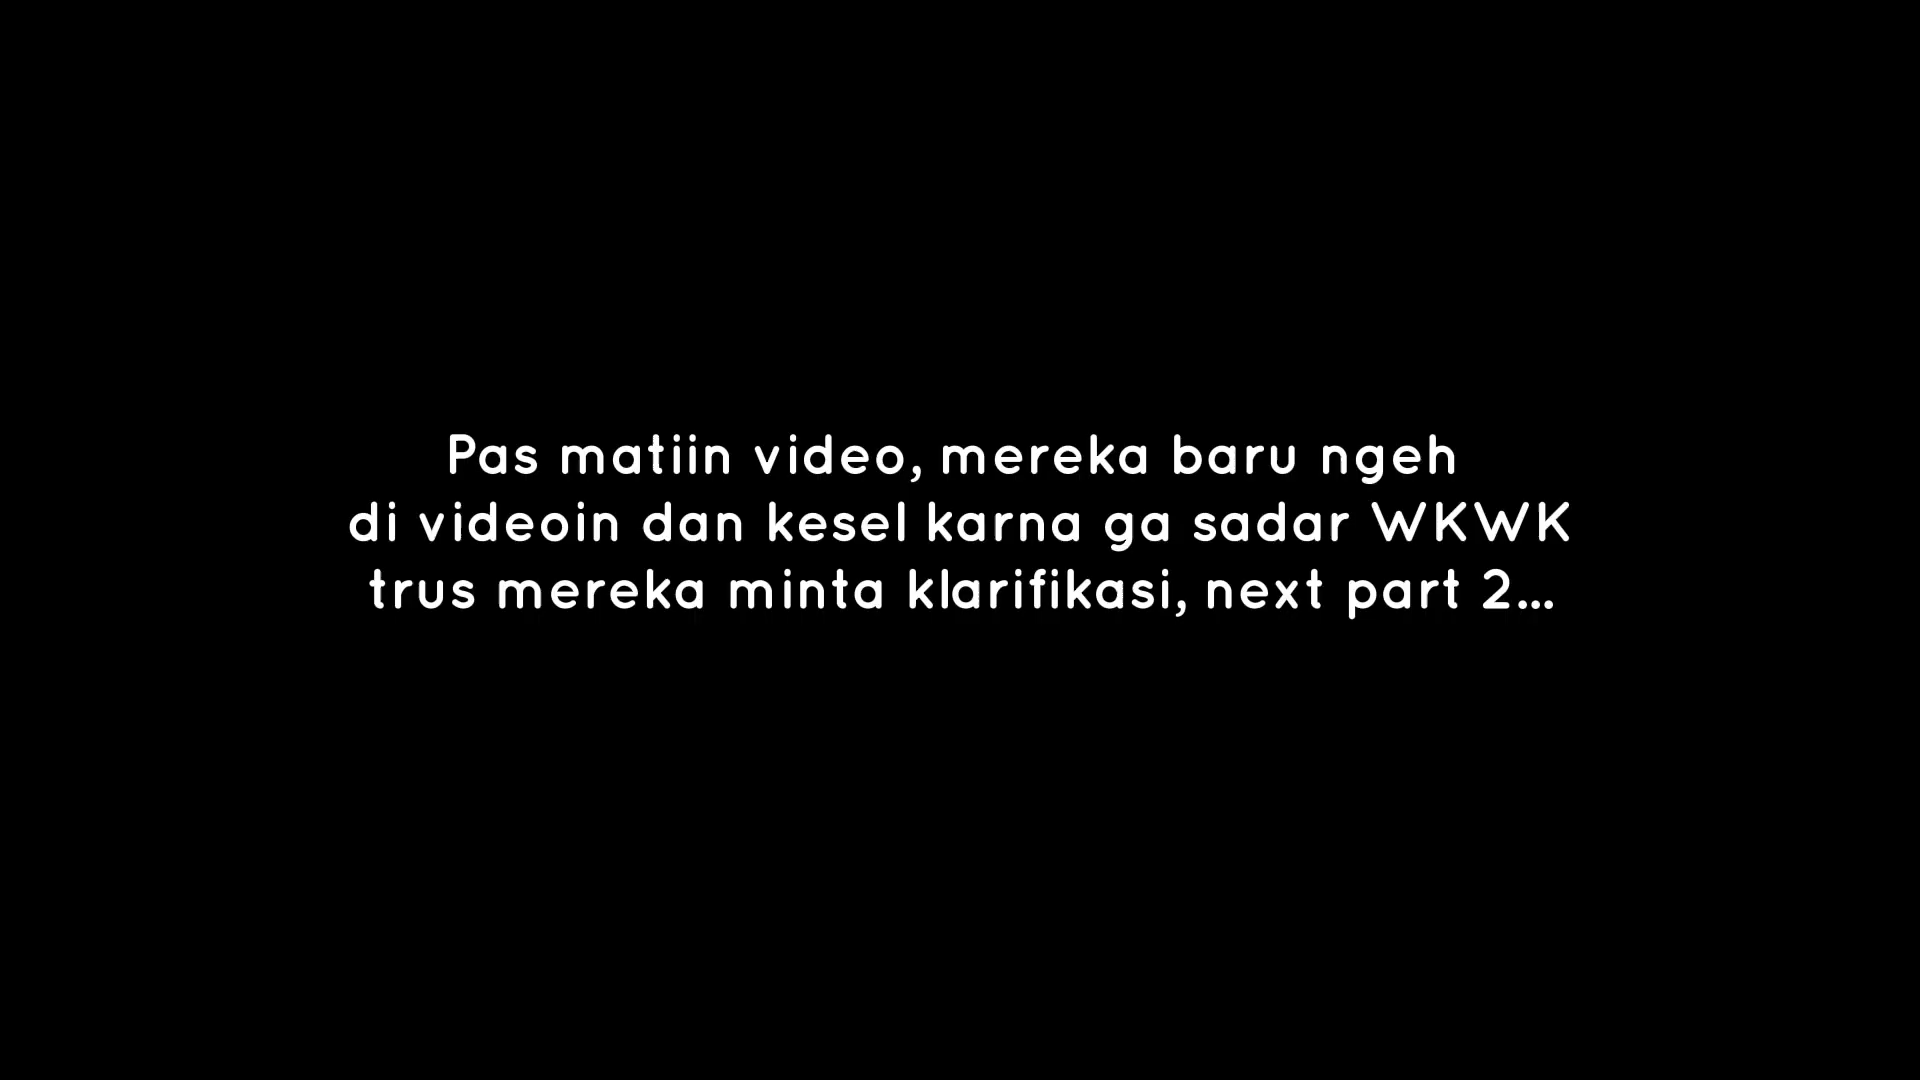 Pas matiin video, mereka baru ngeh
di videoin dan kesel karna ga sadar WKWK
trus mereka minta klarifikasi, next part 2...